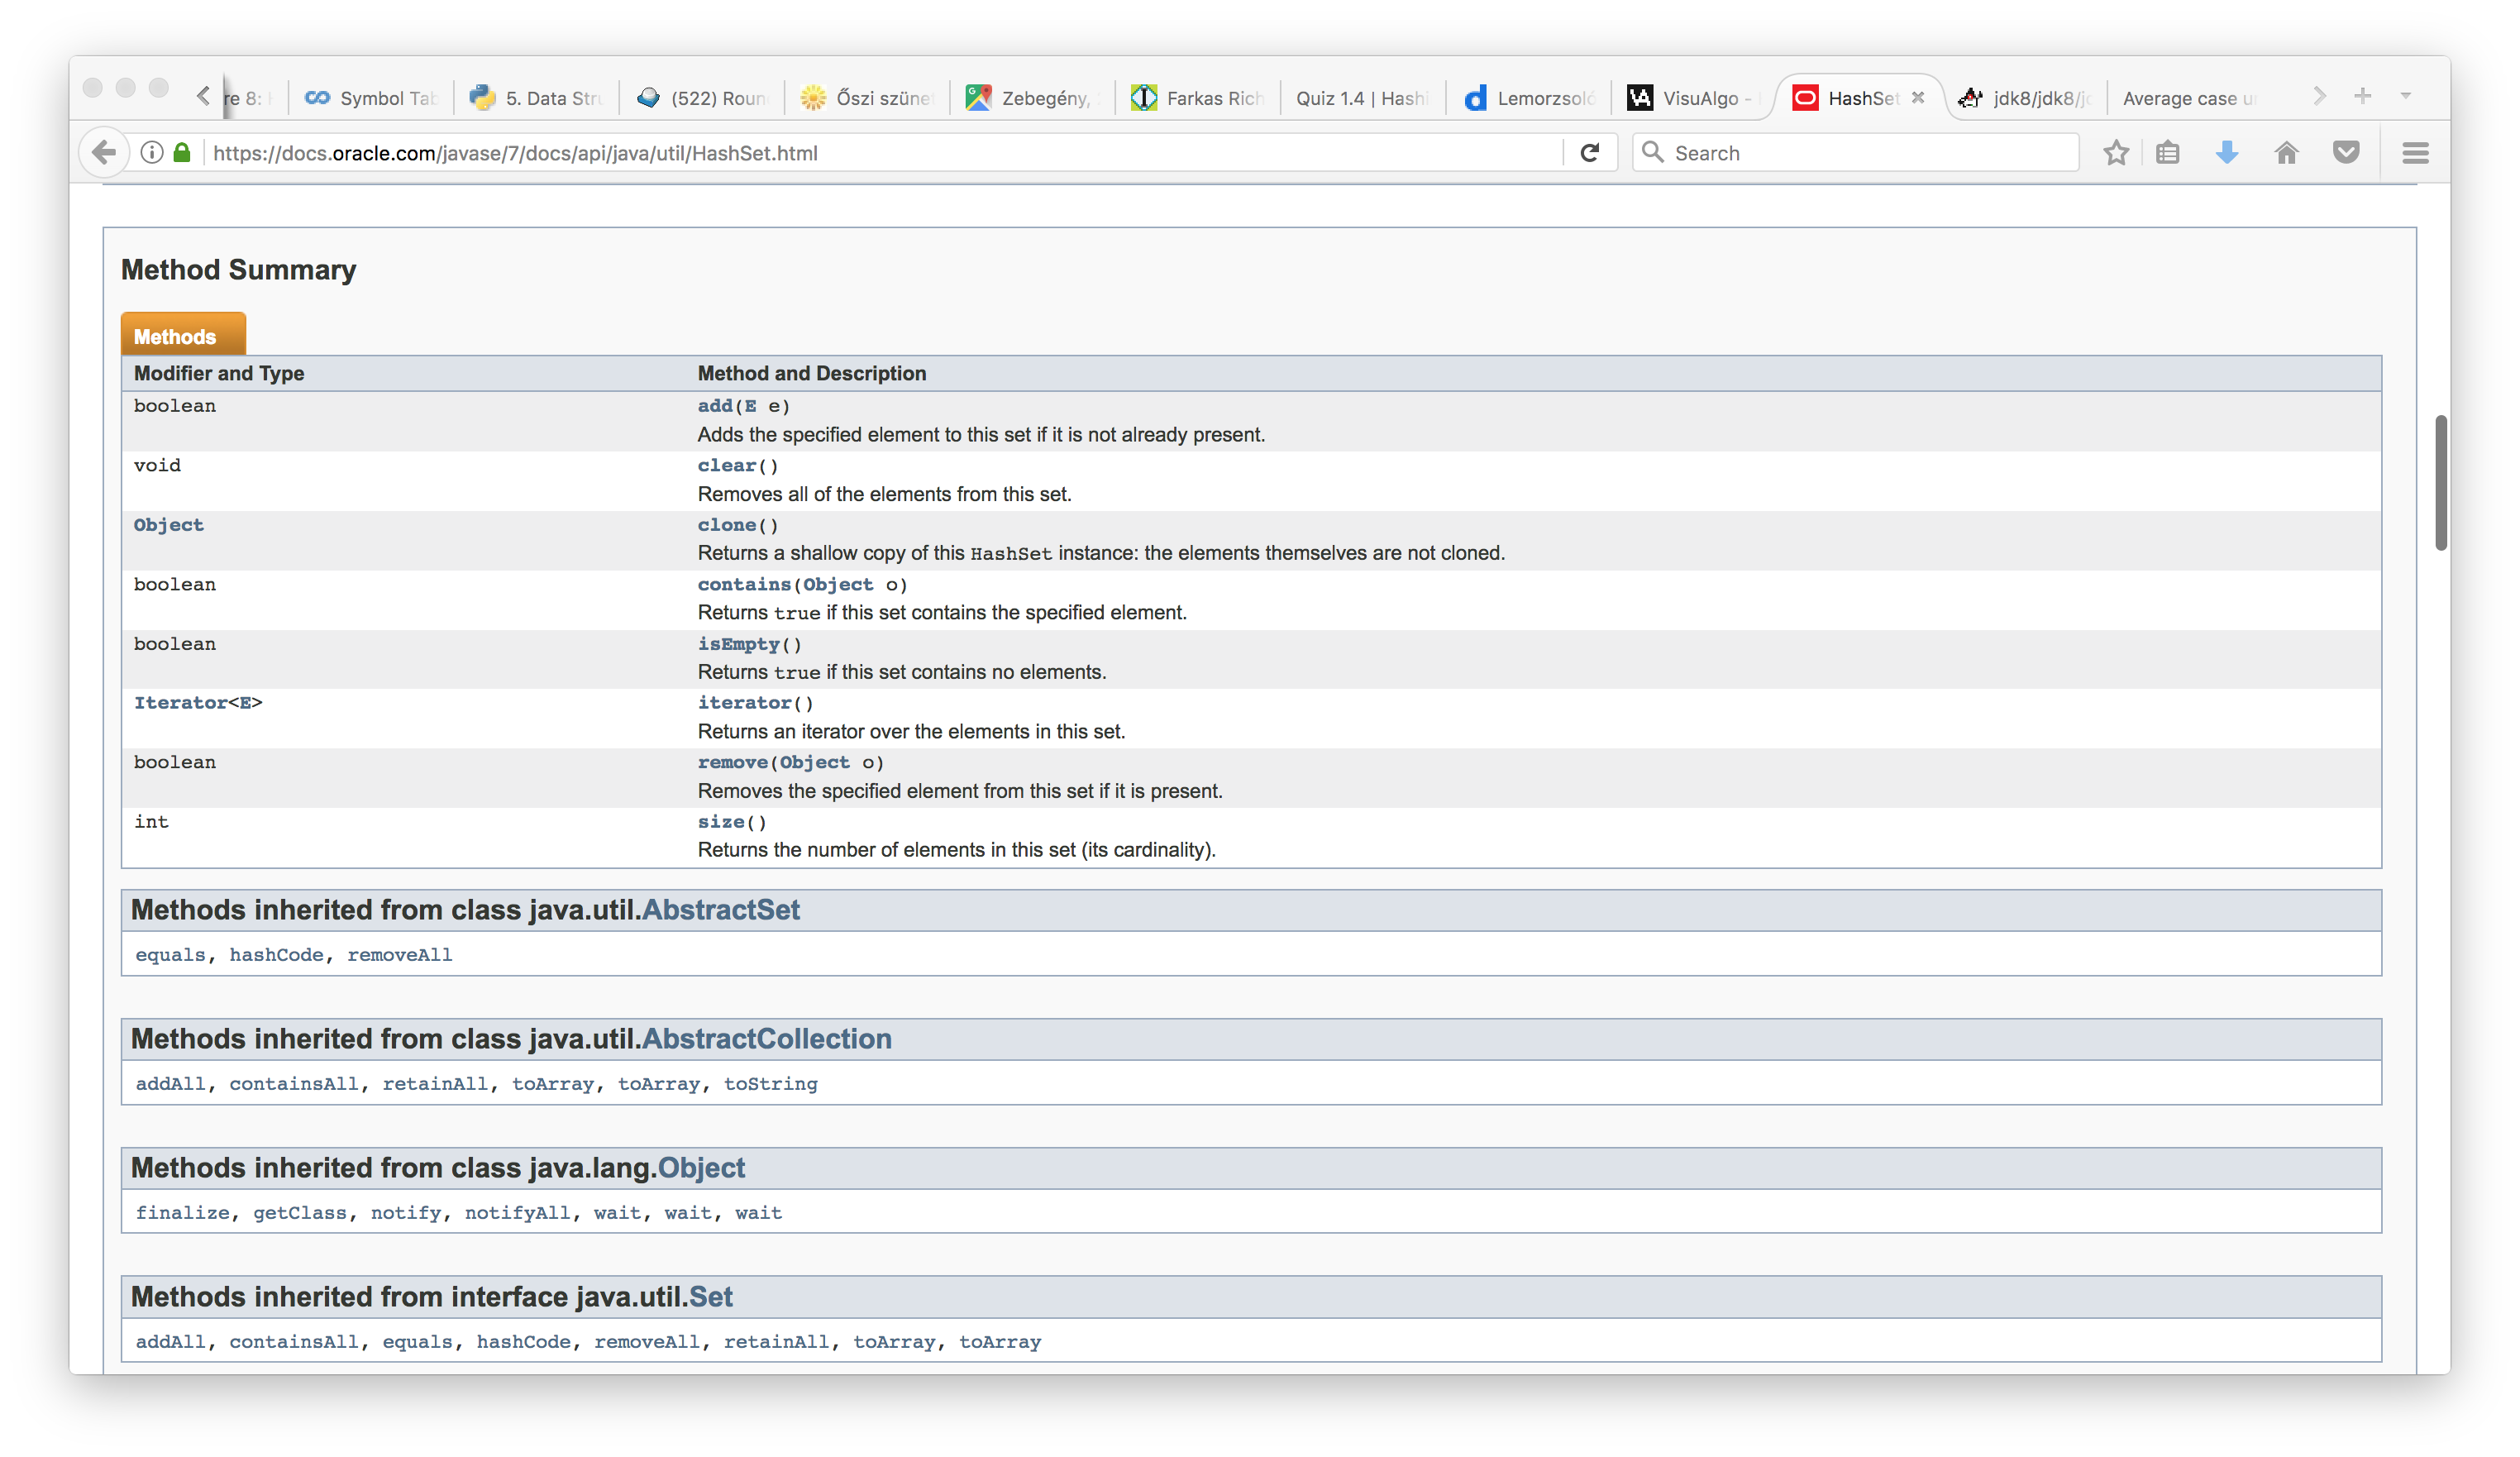 re 8: Symbol Tab 5. Data Stru (522) Roun Őszi szüne Zebegény, Farkas Rich Quiz 1.4 | Hashi Lemorzsoló VisuAlgo - HashSet jdk8/jdk8/jd Average case u
https://docs.oracle.com/javase/7/docs/api/java/util/HashSet.html Search
Method Summary
Methods
Modifier and Type Method and Description
boolean add(E e)
Adds the specified element to this set if it is not already present.
void clear()
Removes all of the elements from this set.
Object clone()
Returns a shallow copy of this HashSet instance: the elements themselves are not cloned.
boolean contains(Object o)
Returns true if this set contains the specified element.
boolean isEmpty()
Returns true if this set contains no elements.
Iterator<E> iterator()
Returns an iterator over the elements in this set.
boolean remove(Object o)
Removes the specified element from this set if it is present.
int size()
Returns the number of elements in this set (its cardinality).
Methods inherited from class java.util.AbstractSet
equals, hashCode, removeAll
Methods inherited from class java.util.AbstractCollection
addAll, containsAll, retainAll, toArray, toArray, toString
Methods inherited from class java.lang.Object
finalize, getClass, notify, notifyAll, wait, wait, wait
Methods inherited from interface java.util.Set
addAll, containsAll, equals, hashCode, removeAll, retainAll, toArray, toArray